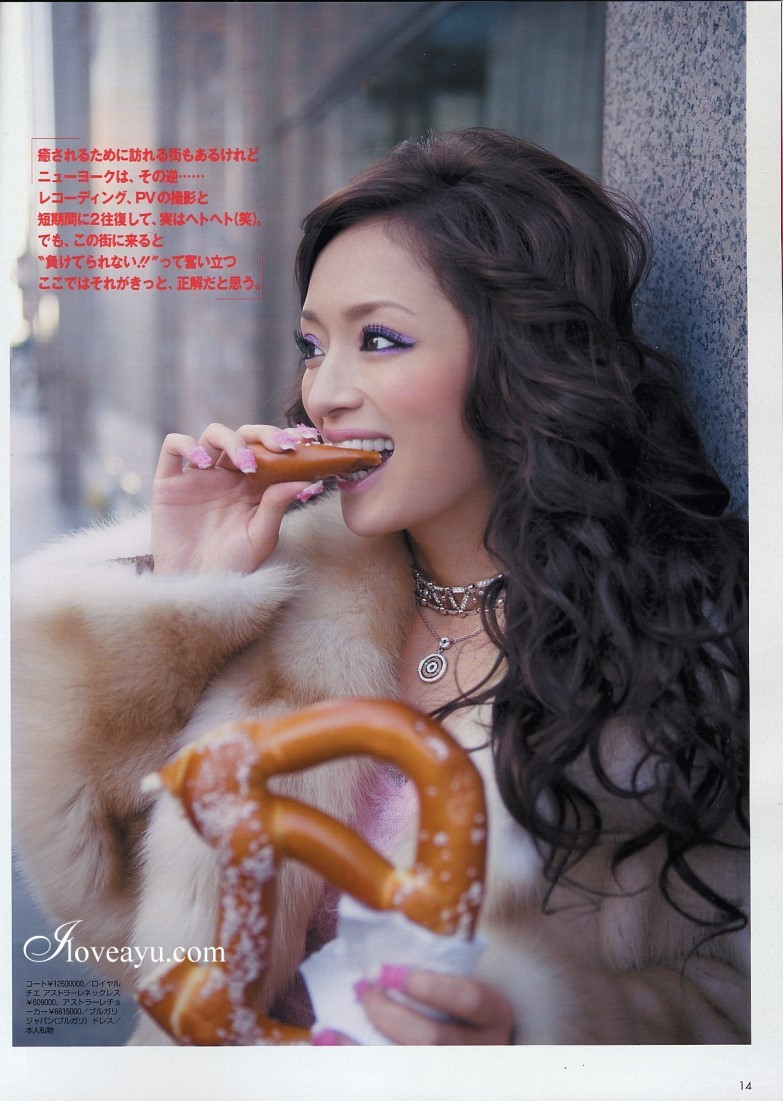 癒されるために訪れる街もあるけれど
ニューヨークは、その逆……
レコーディング、PVの撮影と
短期間に2往復して、実はヘトヘト(笑)。
でも、この街に来ると
〝負けてられない!!〟って奮い立つ
ここではそれがきっと、正解だと思う。
Iloveayu.com
コート¥12600000／ロイヤル
チエ アストラーレネックレス
¥609000、アストラーレチョ
ーカー¥6615000／ブルガリ
ジャパン(ブルガリ) ドレス／
本人私物
14